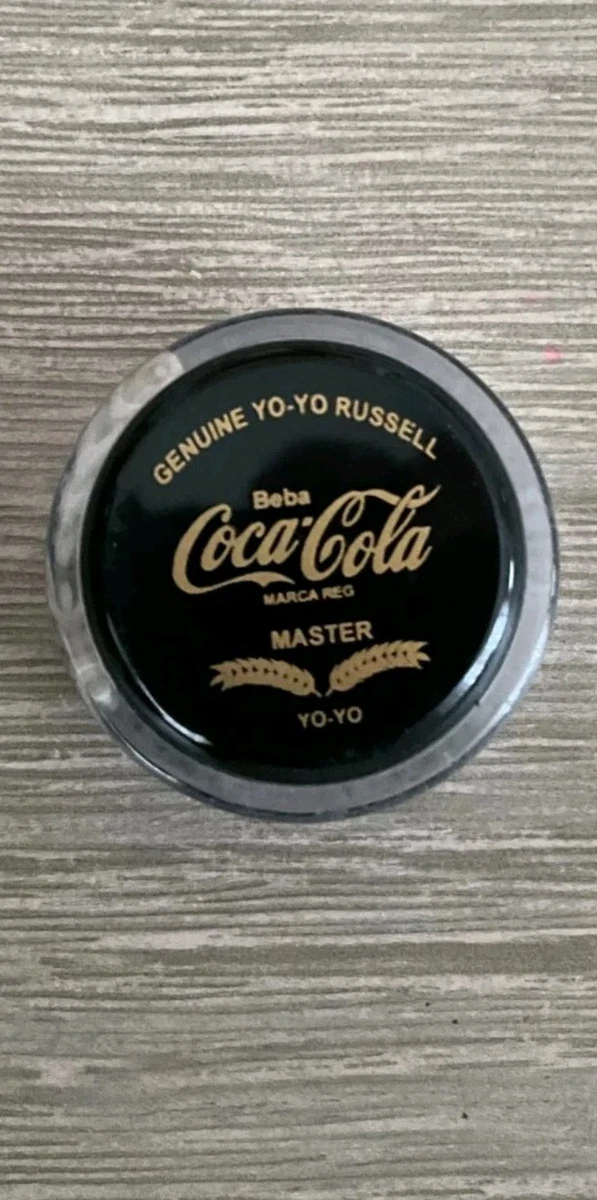 GENUINE YO-YO RUSSELL
Beba
Coca-Cola
MARCA REG
MASTER
YO-YO